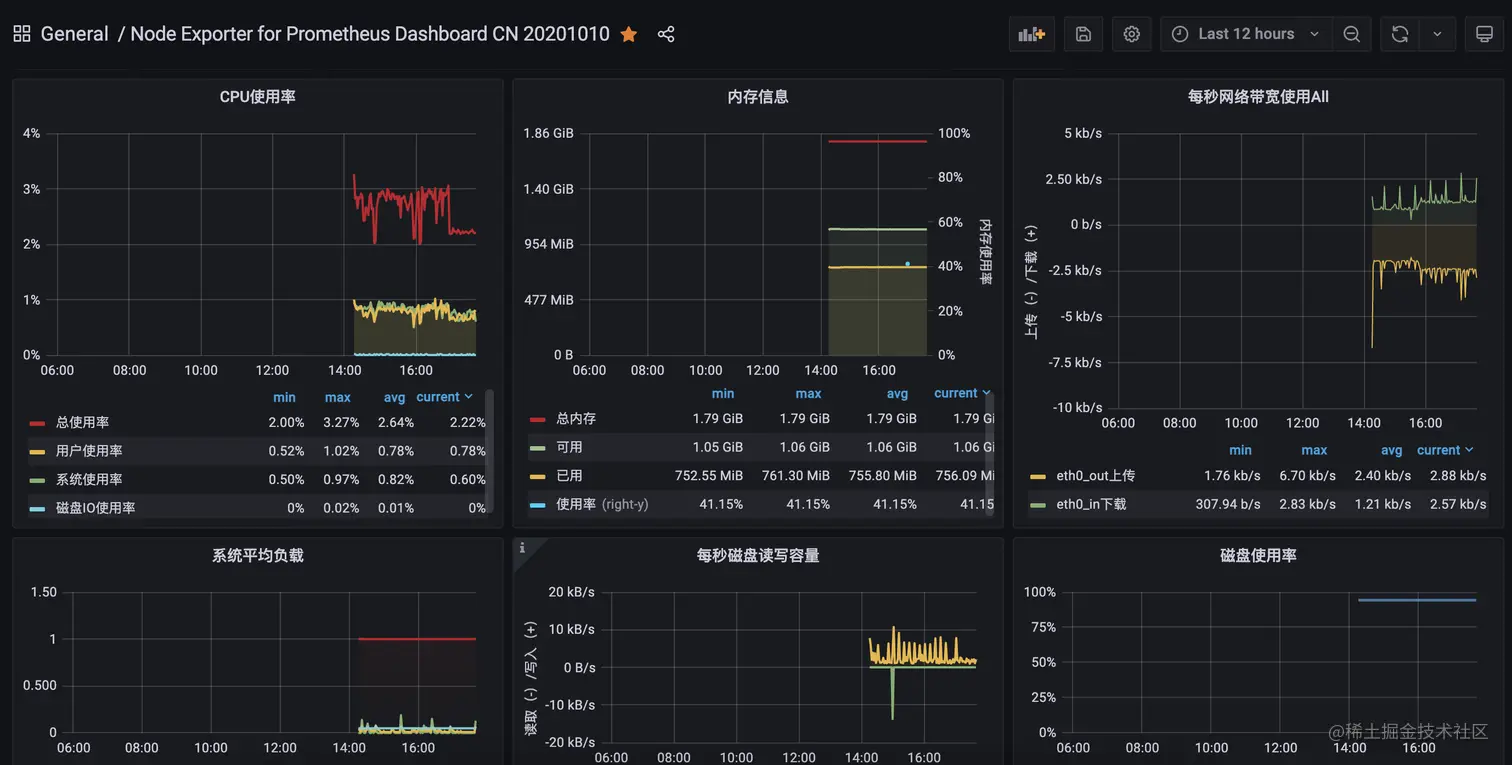 General / Node Exporter for Prometheus Dashboard CN 20201010
Last 12 hours
CPU使用率
4%
3%
2%
1%
0%
06:00 08:00 10:00 12:00 14:00 16:00
min max avg current
总使用率 2.00% 3.27% 2.64% 2.22%
用户使用率 0.52% 1.02% 0.78% 0.78%
系统使用率 0.50% 0.97% 0.82% 0.60%
磁盘IO使用率 0% 0.02% 0.01% 0%
内存信息
1.86 GiB 100%
80%
1.40 GiB
60%
954 MiB
40%
477 MiB
20%
0 B 0%
内存使用率
06:00 08:00 10:00 12:00 14:00 16:00
min max avg current
总内存 1.79 GiB 1.79 GiB 1.79 GiB 1.79 G
可用 1.05 GiB 1.06 GiB 1.06 GiB 1.06 G
已用 752.55 MiB 761.30 MiB 755.80 MiB 756.09 M
使用率 (right-y) 41.15% 41.15% 41.15% 41.15
每秒网络带宽使用All
上传（-）/下载（+）
5 kb/s
2.50 kb/s
0 b/s
-2.5 kb/s
-5 kb/s
-7.5 kb/s
-10 kb/s
06:00 08:00 10:00 12:00 14:00 16:00
min max avg current
eth0_out上传 1.76 kb/s 6.70 kb/s 2.40 kb/s 2.88 kb/s
eth0_in下载 307.94 b/s 2.83 kb/s 1.21 kb/s 2.57 kb/s
系统平均负载
1.50
1
0.500
0
06:00 08:00 10:00 12:00 14:00 16:00
i
每秒磁盘读写容量
读取（-）/写入（+）
20 kB/s
10 kB/s
0 B/s
-10 kB/s
-20 kB/s
06:00 08:00 10:00 12:00 14:00 16:00
磁盘使用率
100%
75%
50%
25%
0%
06:00 08:00 10:00 12:00 14:00 16:00
@稀土掘金技术社区